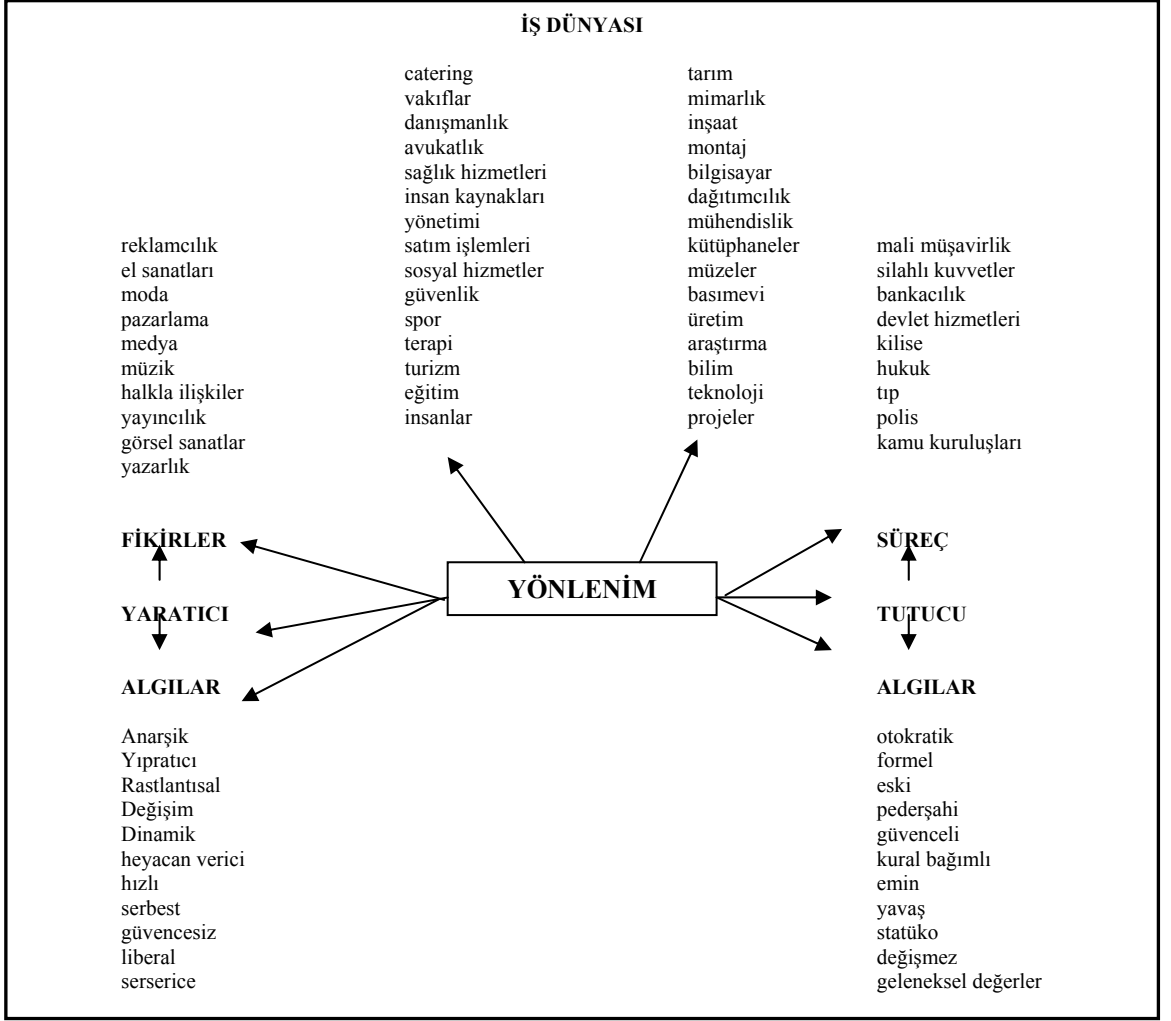 İŞ DÜNYASI
catering
vakıflar
danışmanlık
avukatlık
sağlık hizmetleri
insan kaynakları
yönetimi
satım işlemleri
sosyal hizmetler
güvenlik
spor
terapi
turizm
eğitim
insanlar
tarım
mimarlık
inşaat
montaj
bilgisayar
dağıtımcılık
mühendislik
kütüphaneler
müzeler
basımevi
üretim
araştırma
bilim
teknoloji
projeler
reklamcılık
el sanatları
moda
pazarlama
medya
müzik
halkla ilişkiler
yayıncılık
görsel sanatlar
yazarlık
mali müşavirlik
silahlı kuvvetler
bankacılık
devlet hizmetleri
kilise
hukuk
tıp
polis
kamu kuruluşları
FİKİRLER
YARATICI
ALGILAR
YÖNLENİM
SÜREÇ
TUTUCU
ALGILAR
Anarşik
Yıpratıcı
Rastlantısal
Değişim
Dinamik
heyacan verici
hızlı
serbest
güvencesiz
liberal
serserice
otokratik
formel
eski
pederşahi
güvenceli
kural bağımlı
emin
yavaş
statüko
değişmez
geleneksel değerler